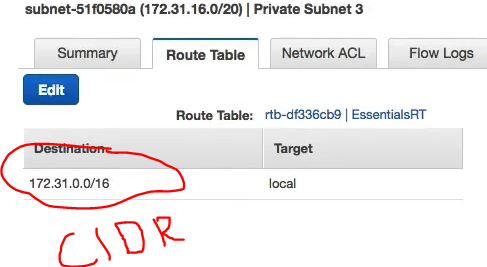 subnet-51f0580a (172.31.16.0/20) | Private Subnet 3
Summary Route Table Network ACL Flow Logs
Edit
Route Table: rtb-df336cb9 | EssentialsRT
Destination Target
172.31.0.0/16 local
CIDR